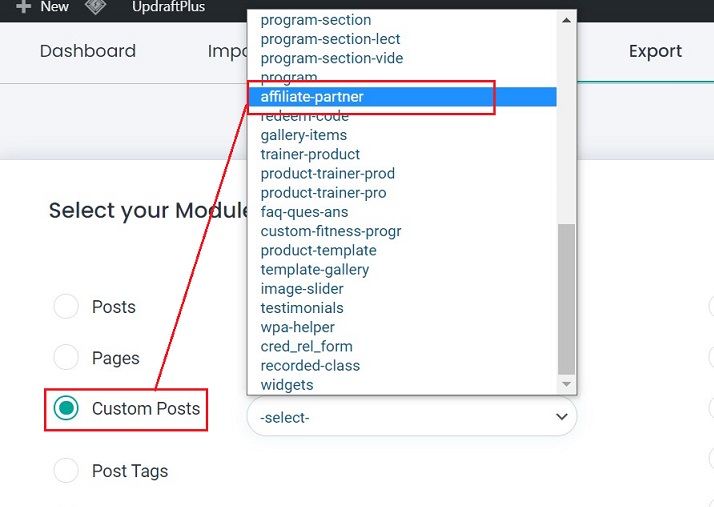 New UpdraftPlus
Dashboard
Export
program-section
program-section-lect
program-section-vide
program
affiliate-partner
redeem-code
gallery-items
trainer-product
product-trainer-prod
product-trainer-pro
faq-ques-ans
custom-fitness-progr
product-template
template-gallery
image-slider
testimonials
wpa-helper
cred_rel_form
recorded-class
widgets
Select your Module
Posts
Pages
Custom Posts
-select-
Post Tags